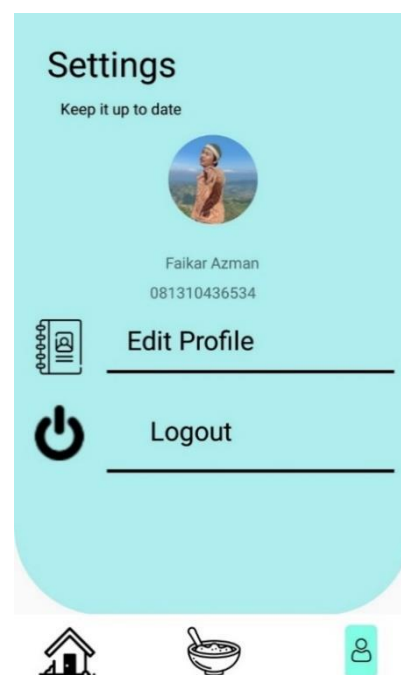 Settings
Keep it up to date
Faikar Azman
081310436534
Edit Profile
Logout